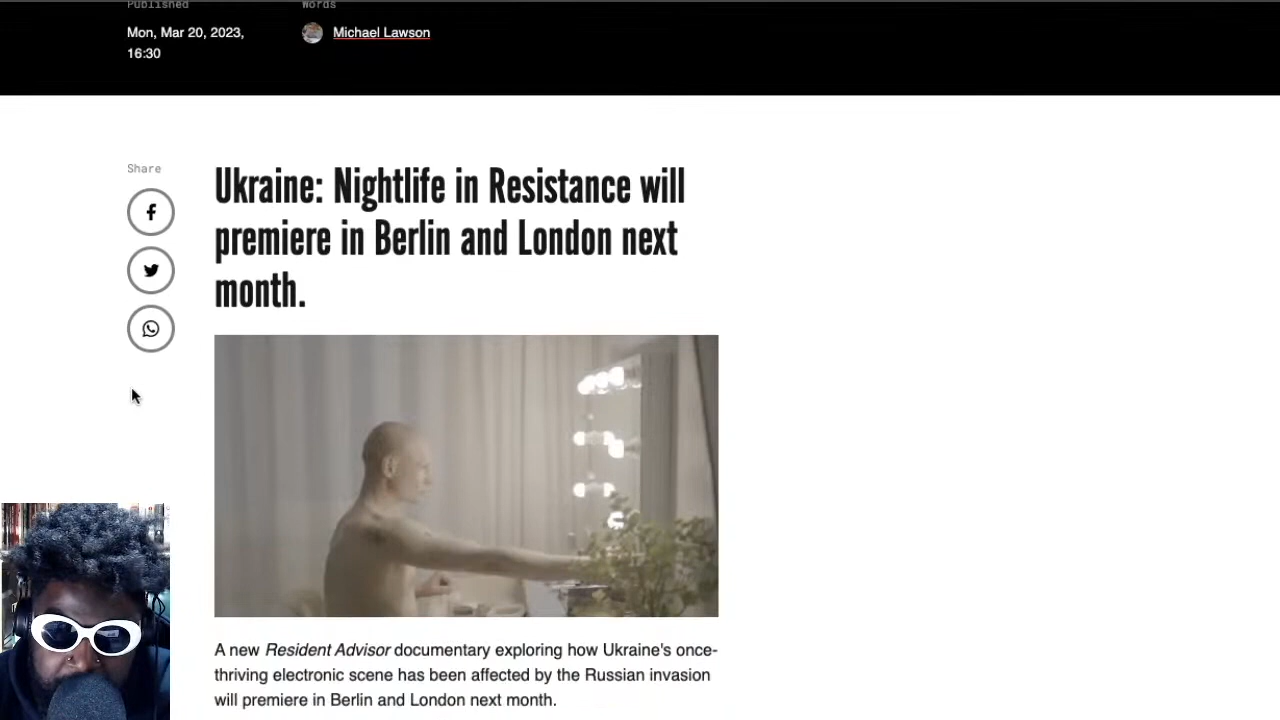 Published
Words
Mon, Mar 20, 2023,
16:30
Michael Lawson
Share
Ukraine: Nightlife in Resistance will
premiere in Berlin and London next
month.
A new Resident Advisor documentary exploring how Ukraine's once-
thriving electronic scene has been affected by the Russian invasion
will premiere in Berlin and London next month.